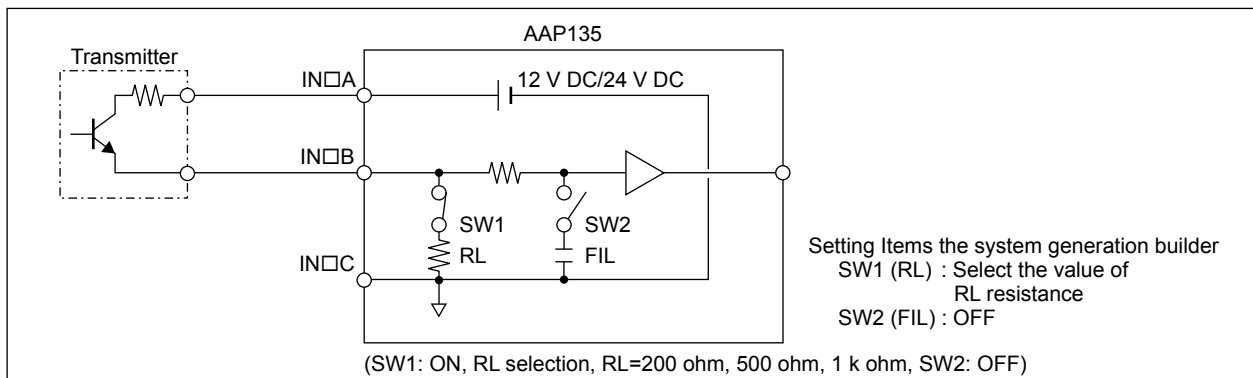 AAP135
Transmitter
IN□A
12 V DC/24 V DC
IN□B
SW1
SW2
RL
FIL
IN□C
Setting Items the system generation builder
SW1 (RL) : Select the value of
RL resistance
SW2 (FIL) : OFF
(SW1: ON, RL selection, RL=200 ohm, 500 ohm, 1 k ohm, SW2: OFF)